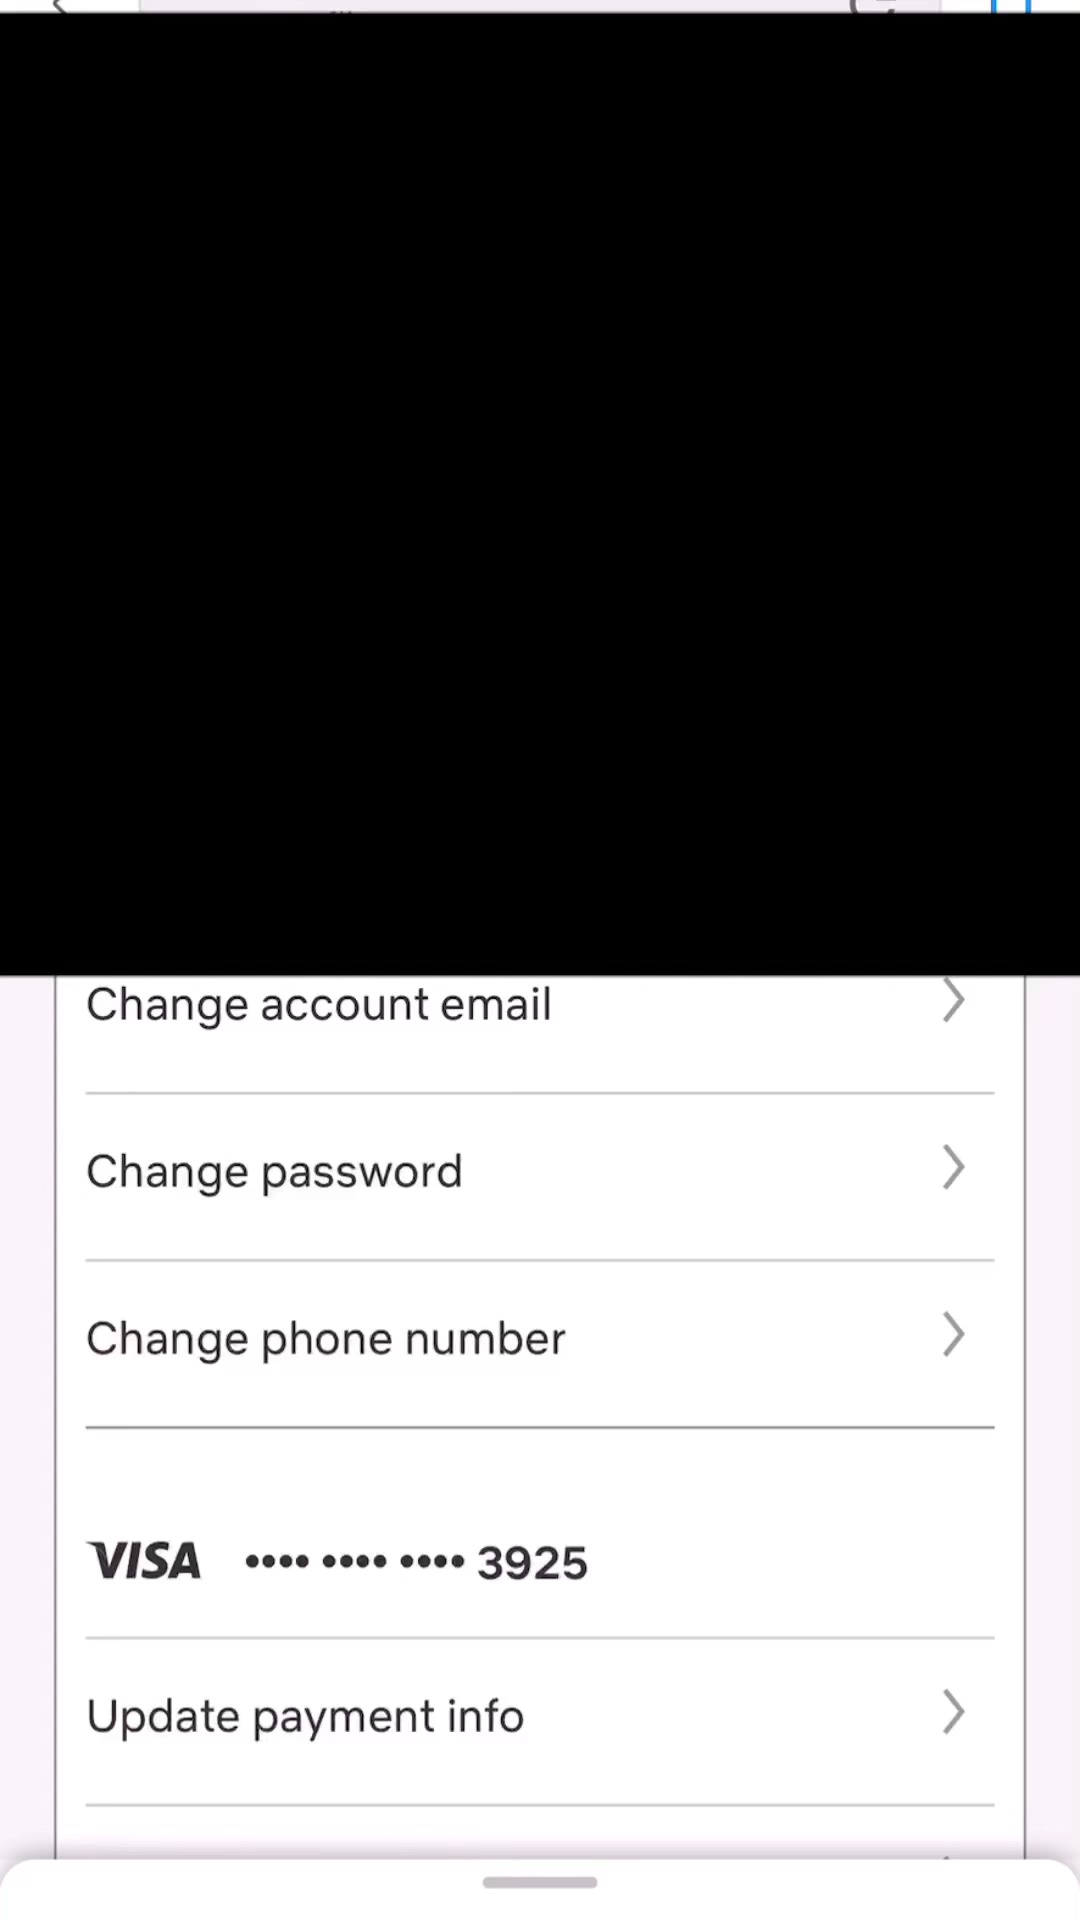 Change account email
Change password
Change phone number
VISA •••• •••• •••• 3925
Update payment info